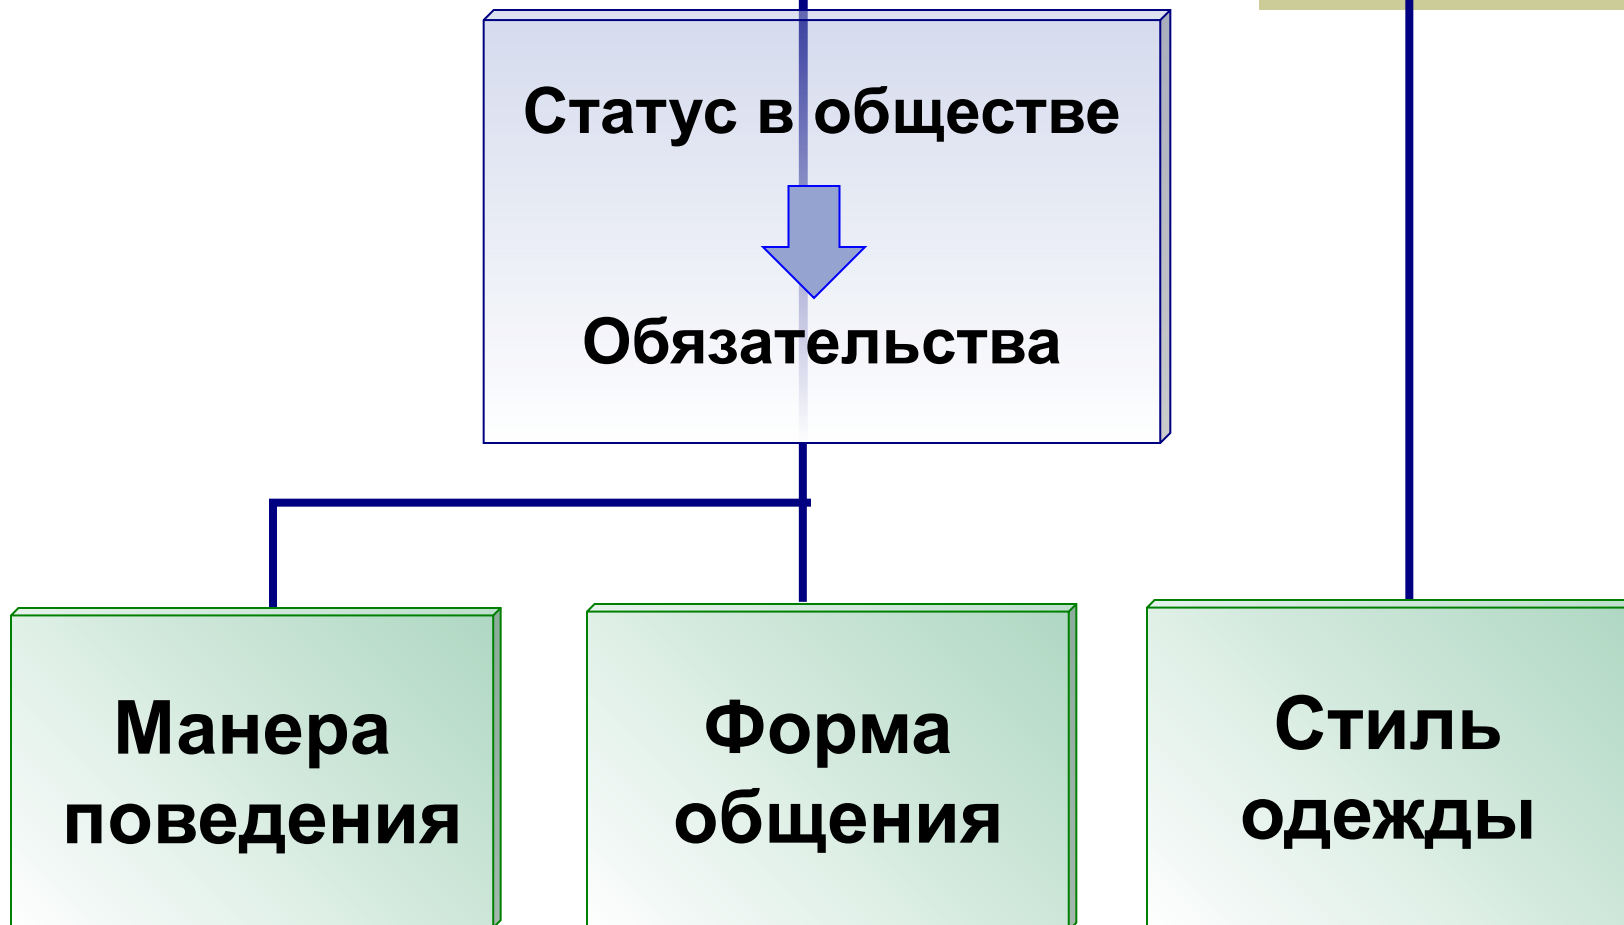 Статус в обществе
Обязательства
Манера
поведения
Форма
общения
Стиль
одежды